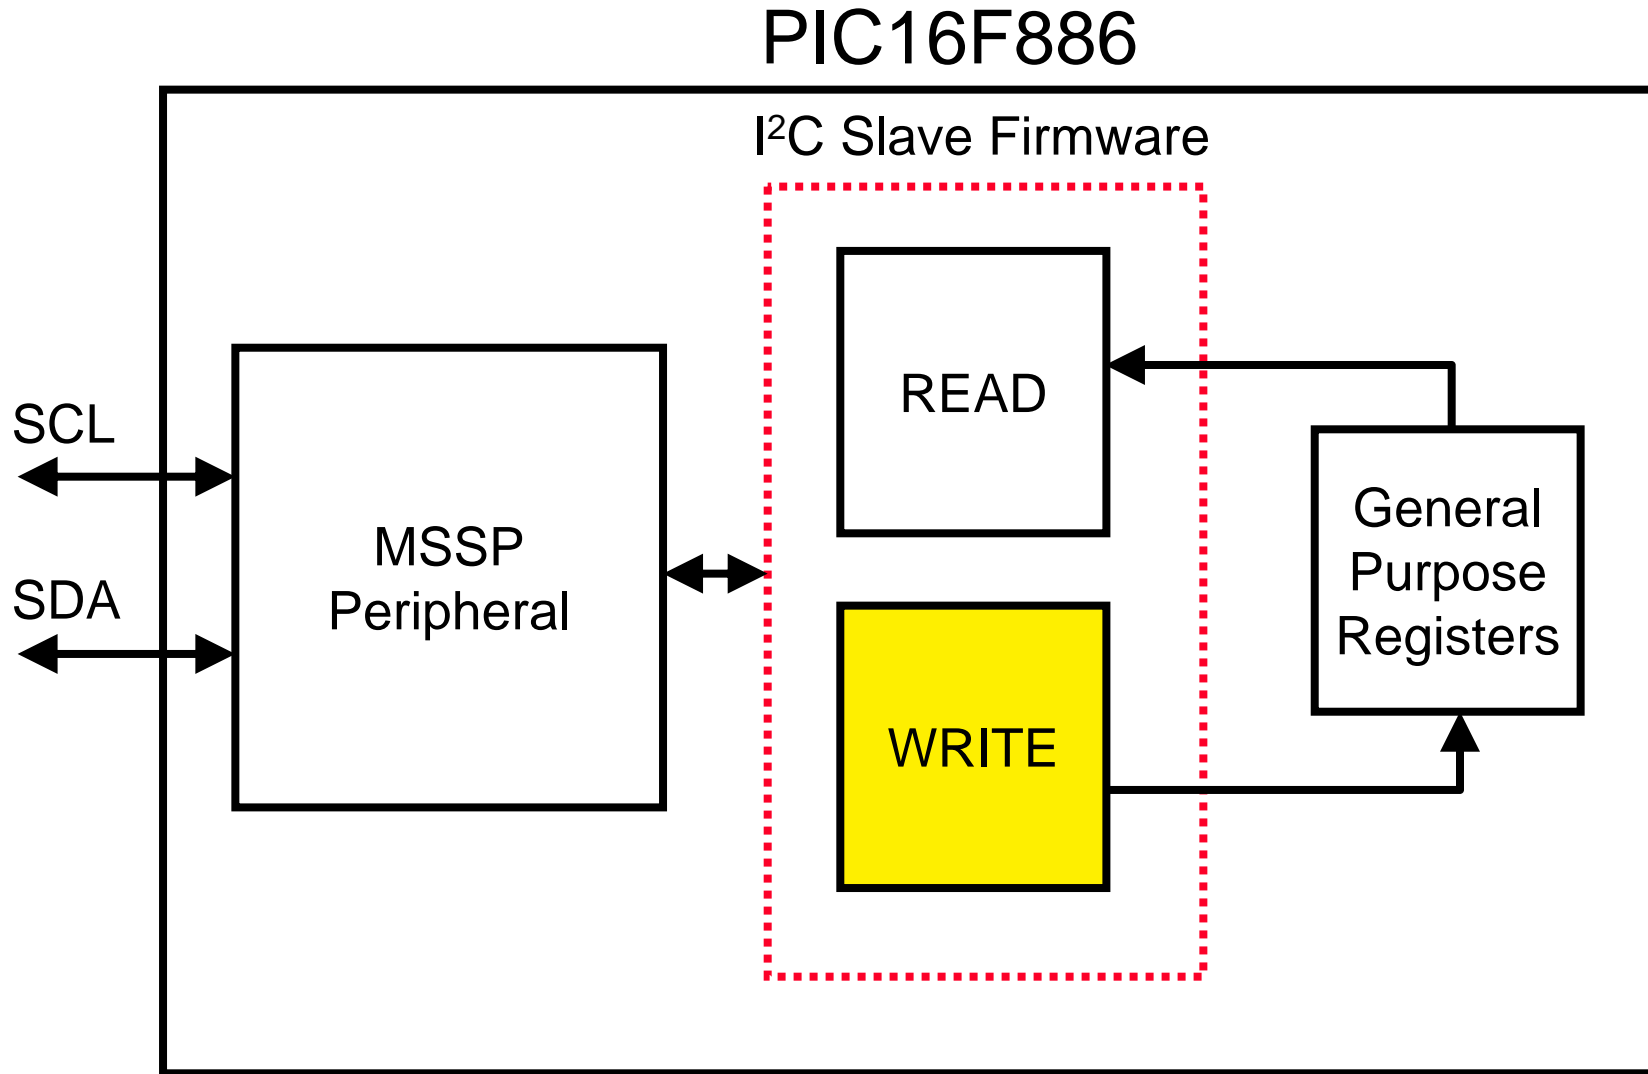 PIC16F886
I²C Slave Firmware
READ
SCL
General
Purpose
Registers
MSSP
Peripheral
SDA
WRITE